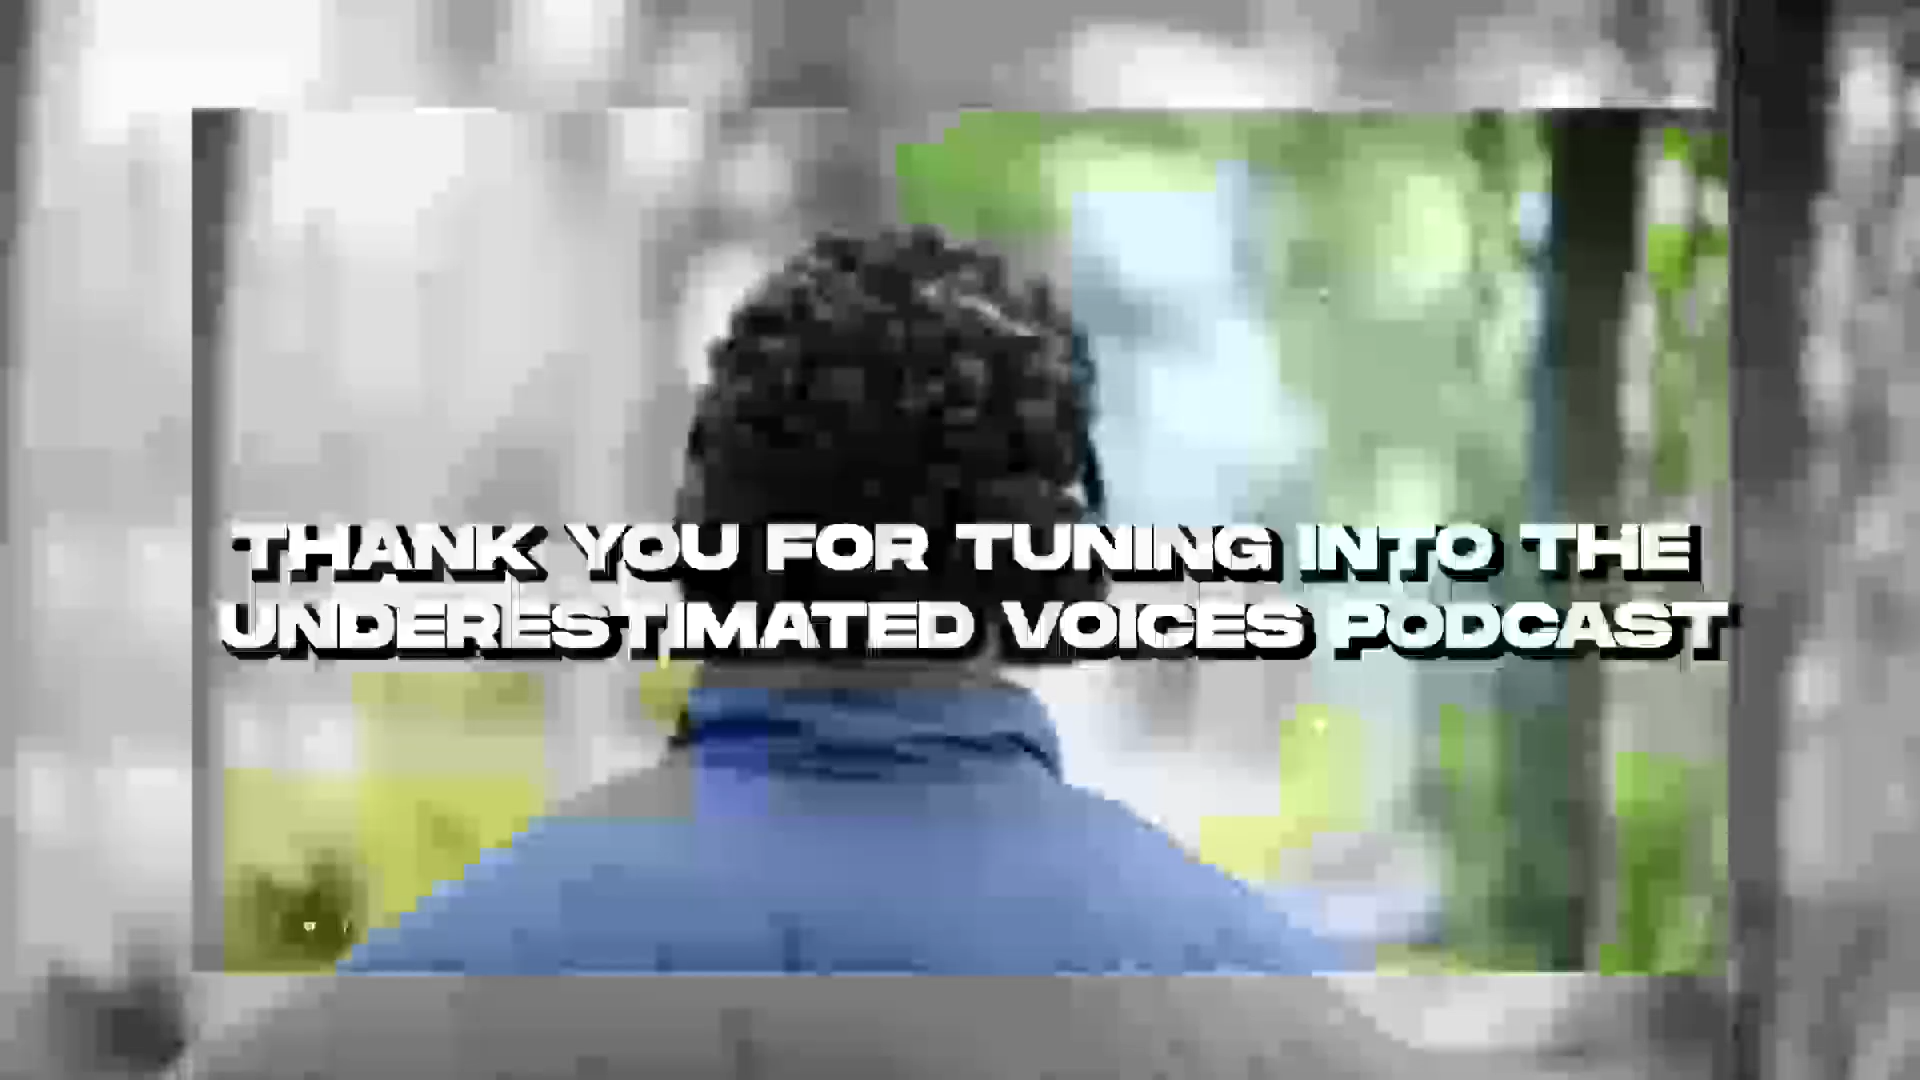 THANK YOU FOR TUNING INTO THE
UNDERESTIMATED VOICES PODCAST